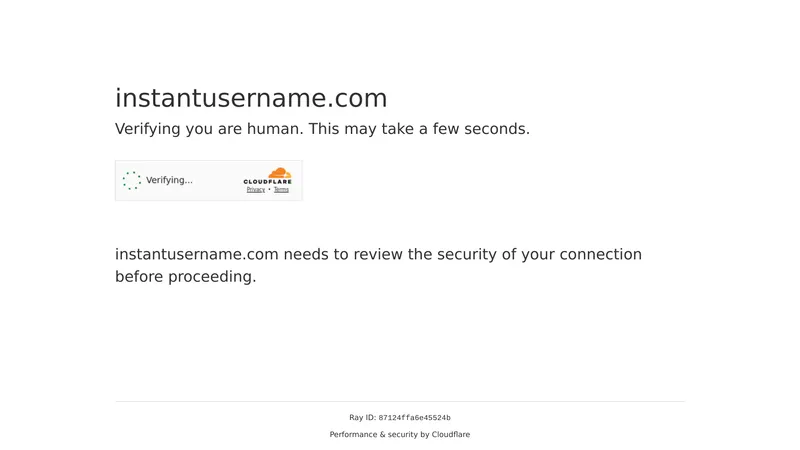 instantusername.com
Verifying you are human. This may take a few seconds.
Verifying...
CLOUDFLARE
Privacy • Terms
instantusername.com needs to review the security of your connection
before proceeding.
Ray ID: 87124ffa6e45524b
Performance & security by Cloudflare